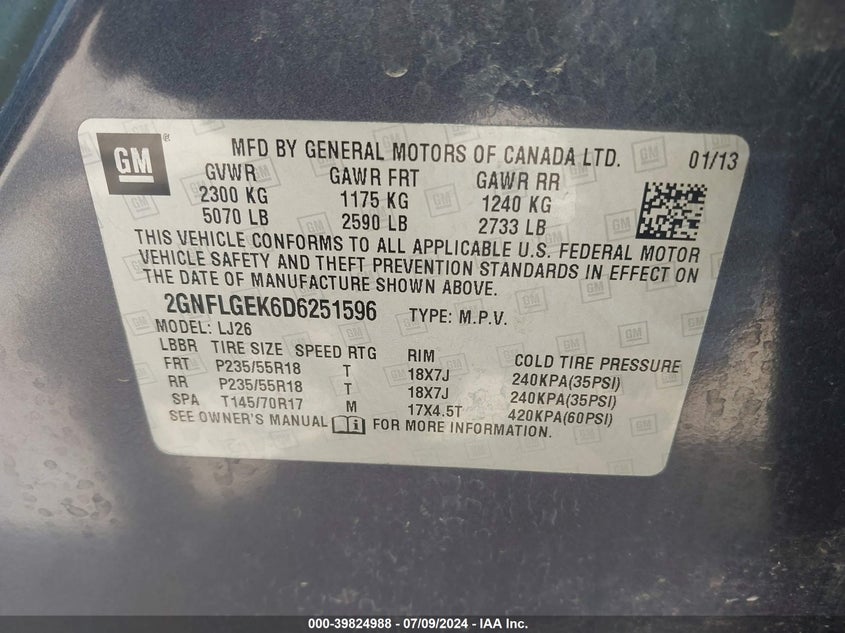 GM ® MFD BY GENERAL MOTORS OF CANADA LTD. 01/13
GVWR GAWR FRT GAWR RR
2300 KG 1175 KG 1240 KG
5070 LB 2590 LB 2733 LB
THIS VEHICLE CONFORMS TO ALL APPLICABLE U.S. FEDERAL MOTOR
VEHICLE SAFETY AND THEFT PREVENTION STANDARDS IN EFFECT ON
THE DATE OF MANUFACTURE SHOWN ABOVE.
2GNFLGEK6D6251596 TYPE: M.P.V.
MODEL: LJ26
LBBR TIRE SIZE SPEED RTG RIM COLD TIRE PRESSURE
FRT P235/55R18 T 18X7J 240KPA(35PSI)
RR P235/55R18 T 18X7J 240KPA(35PSI)
SPA T145/70R17 M 17X4.5T 420KPA(60PSI)
SEE OWNER'S MANUAL i FOR MORE INFORMATION.
000-39824988 - 07/09/2024 - IAA Inc.